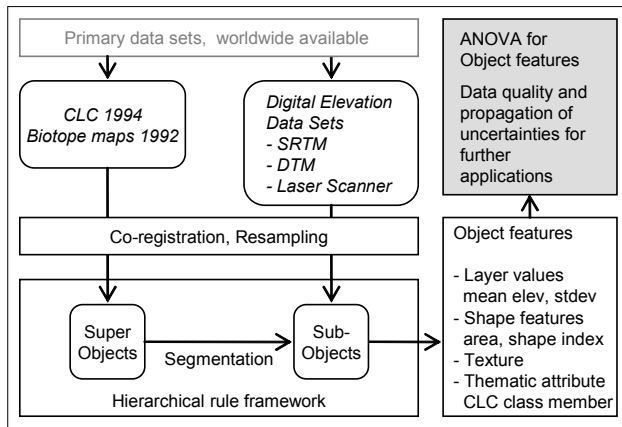 Primary data sets, worldwide available
CLC 1994
Biotope maps 1992
Digital Elevation
Data Sets
- SRTM
- DTM
- Laser Scanner
Co-registration, Resampling
Super
Objects
Segmentation
Sub-
Objects
Hierarchical rule framework
ANOVA for
Object features
Data quality and
propagation of
uncertainties for
further
applications
Object features
- Layer values
mean elev, stdev
- Shape features
area, shape index
- Texture
- Thematic attribute
CLC class member